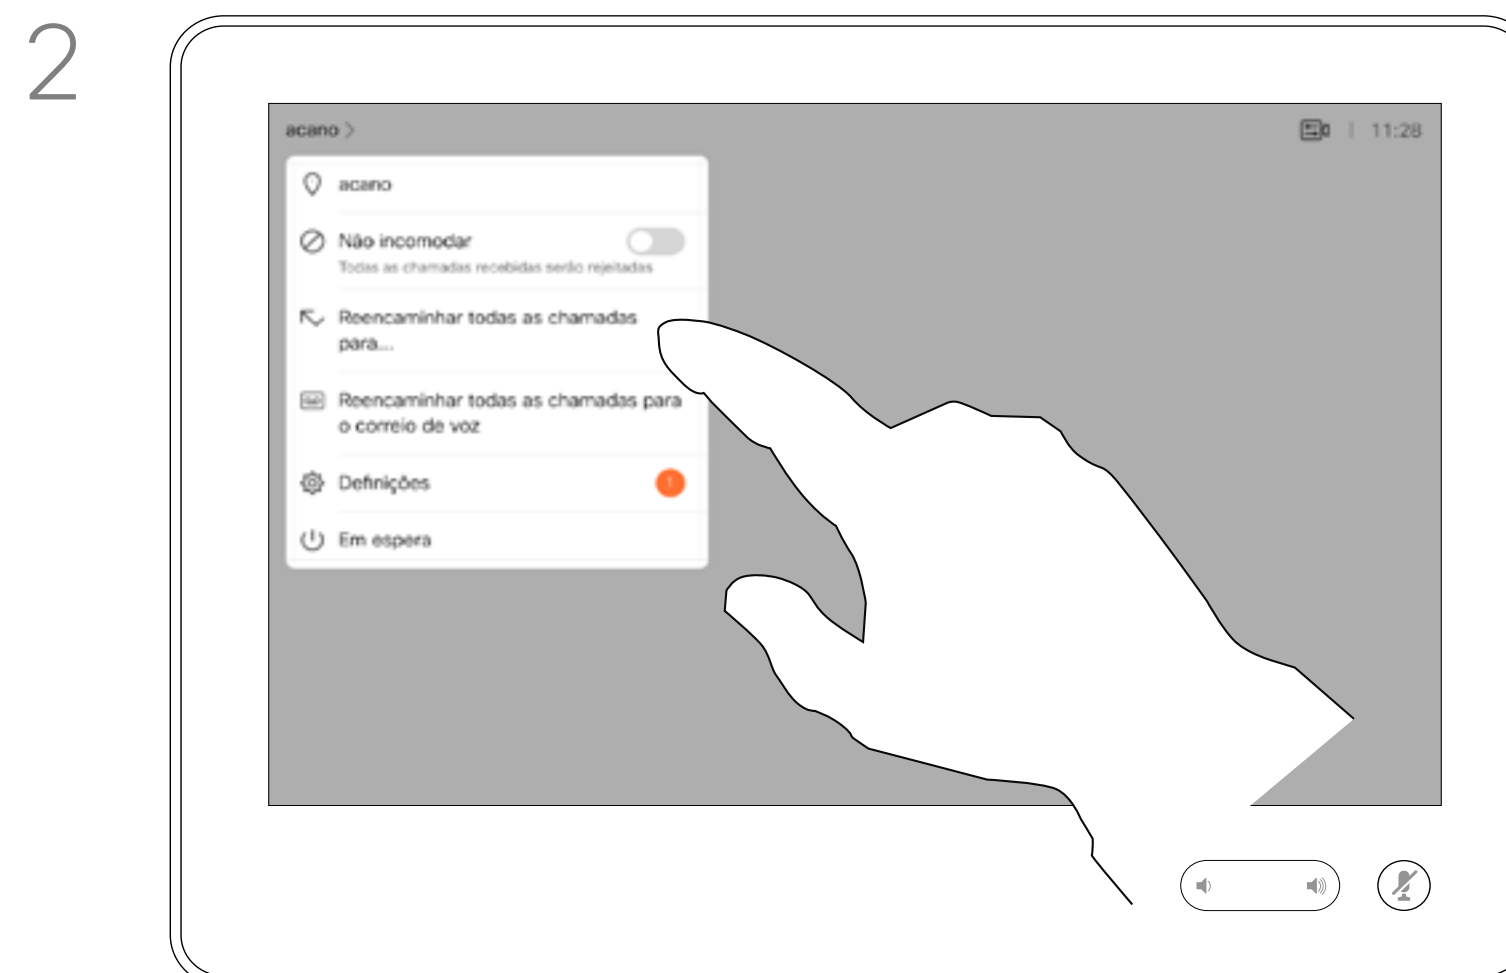 2
acano >
11:28
acano
Não incomodar
Todas as chamadas recebidas serão rejeitadas
Reencaminhar todas as chamadas
para...
Reencaminhar todas as chamadas para
o correio de voz
Definições
1
Em espera